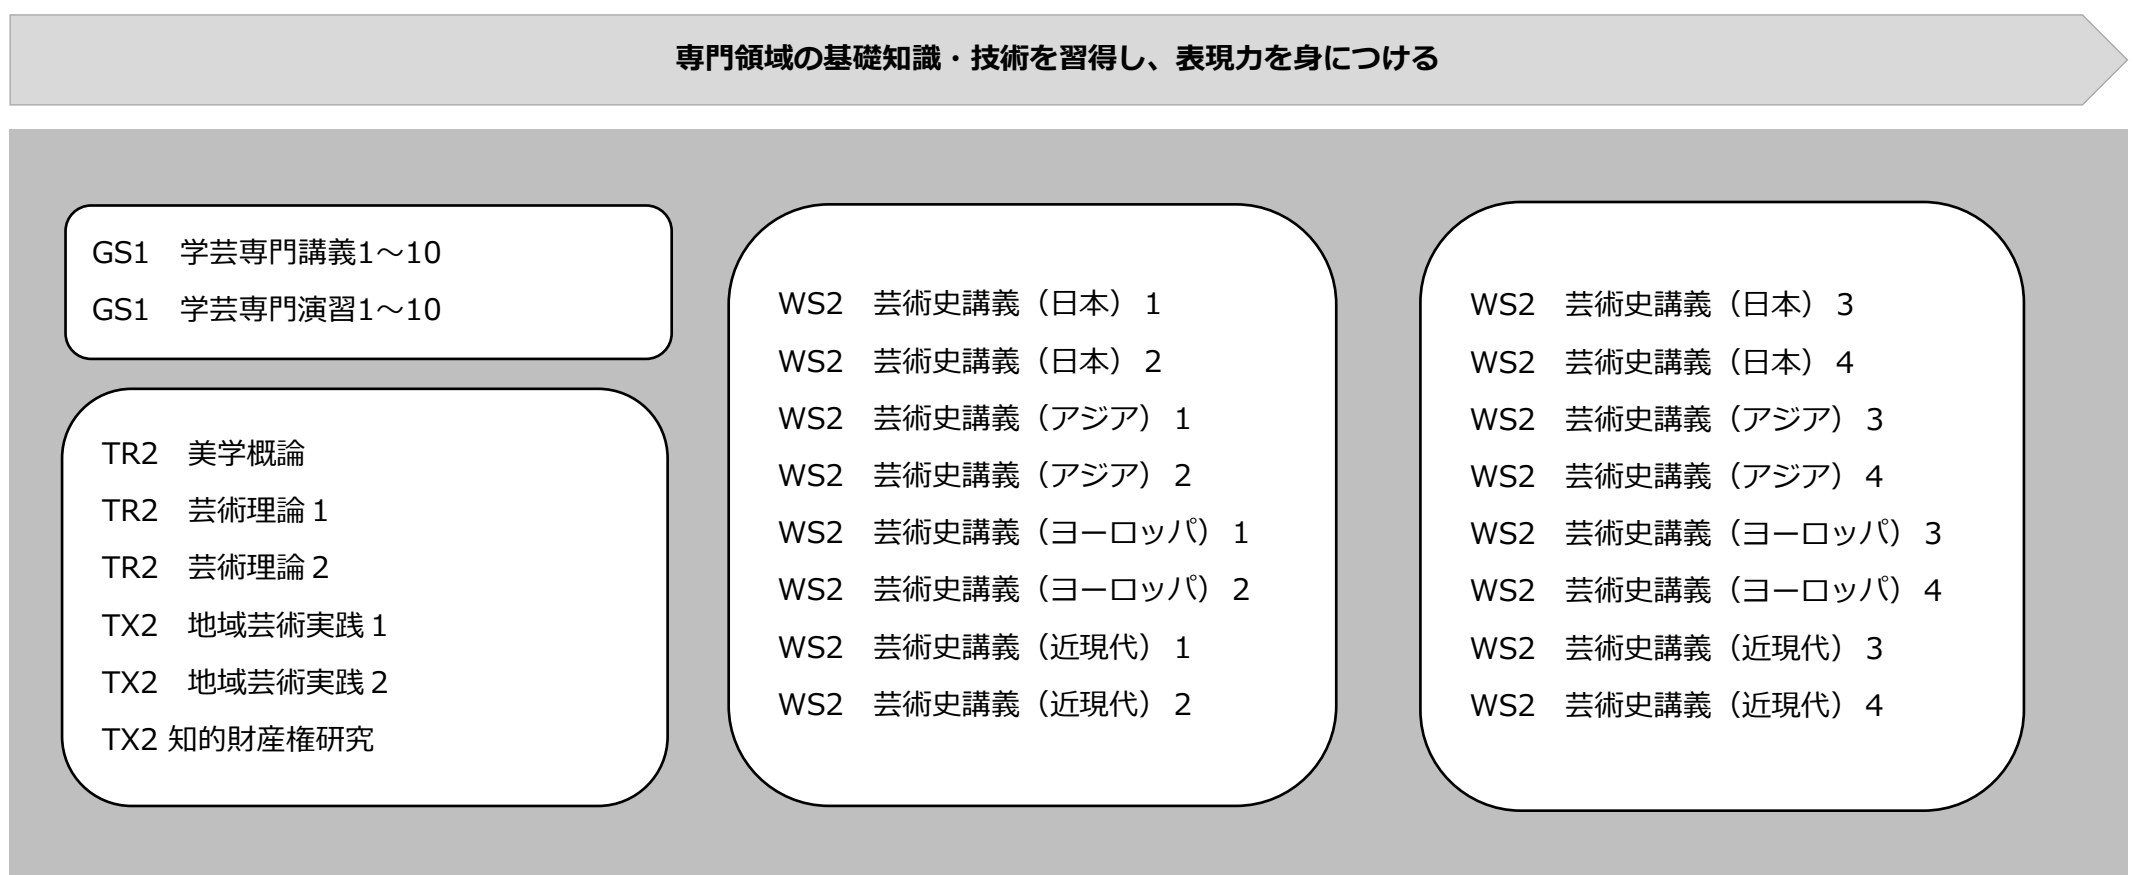 専門領域の基礎知識・技術を習得し、表現力を身につける
GS1　学芸専門講義1～10
GS1　学芸専門演習1～10
TR2　美学概論
TR2　芸術理論１
TR2　芸術理論２
TX2　地域芸術実践１
TX2　地域芸術実践２
TX2 知的財産権研究
WS2　芸術史講義（日本）1
WS2　芸術史講義（日本）2
WS2　芸術史講義（アジア）1
WS2　芸術史講義（アジア）2
WS2　芸術史講義（ヨーロッパ）1
WS2　芸術史講義（ヨーロッパ）2
WS2　芸術史講義（近現代）1
WS2　芸術史講義（近現代）2
WS2　芸術史講義（日本）3
WS2　芸術史講義（日本）4
WS2　芸術史講義（アジア）3
WS2　芸術史講義（アジア）4
WS2　芸術史講義（ヨーロッパ）3
WS2　芸術史講義（ヨーロッパ）4
WS2　芸術史講義（近現代）3
WS2　芸術史講義（近現代）4